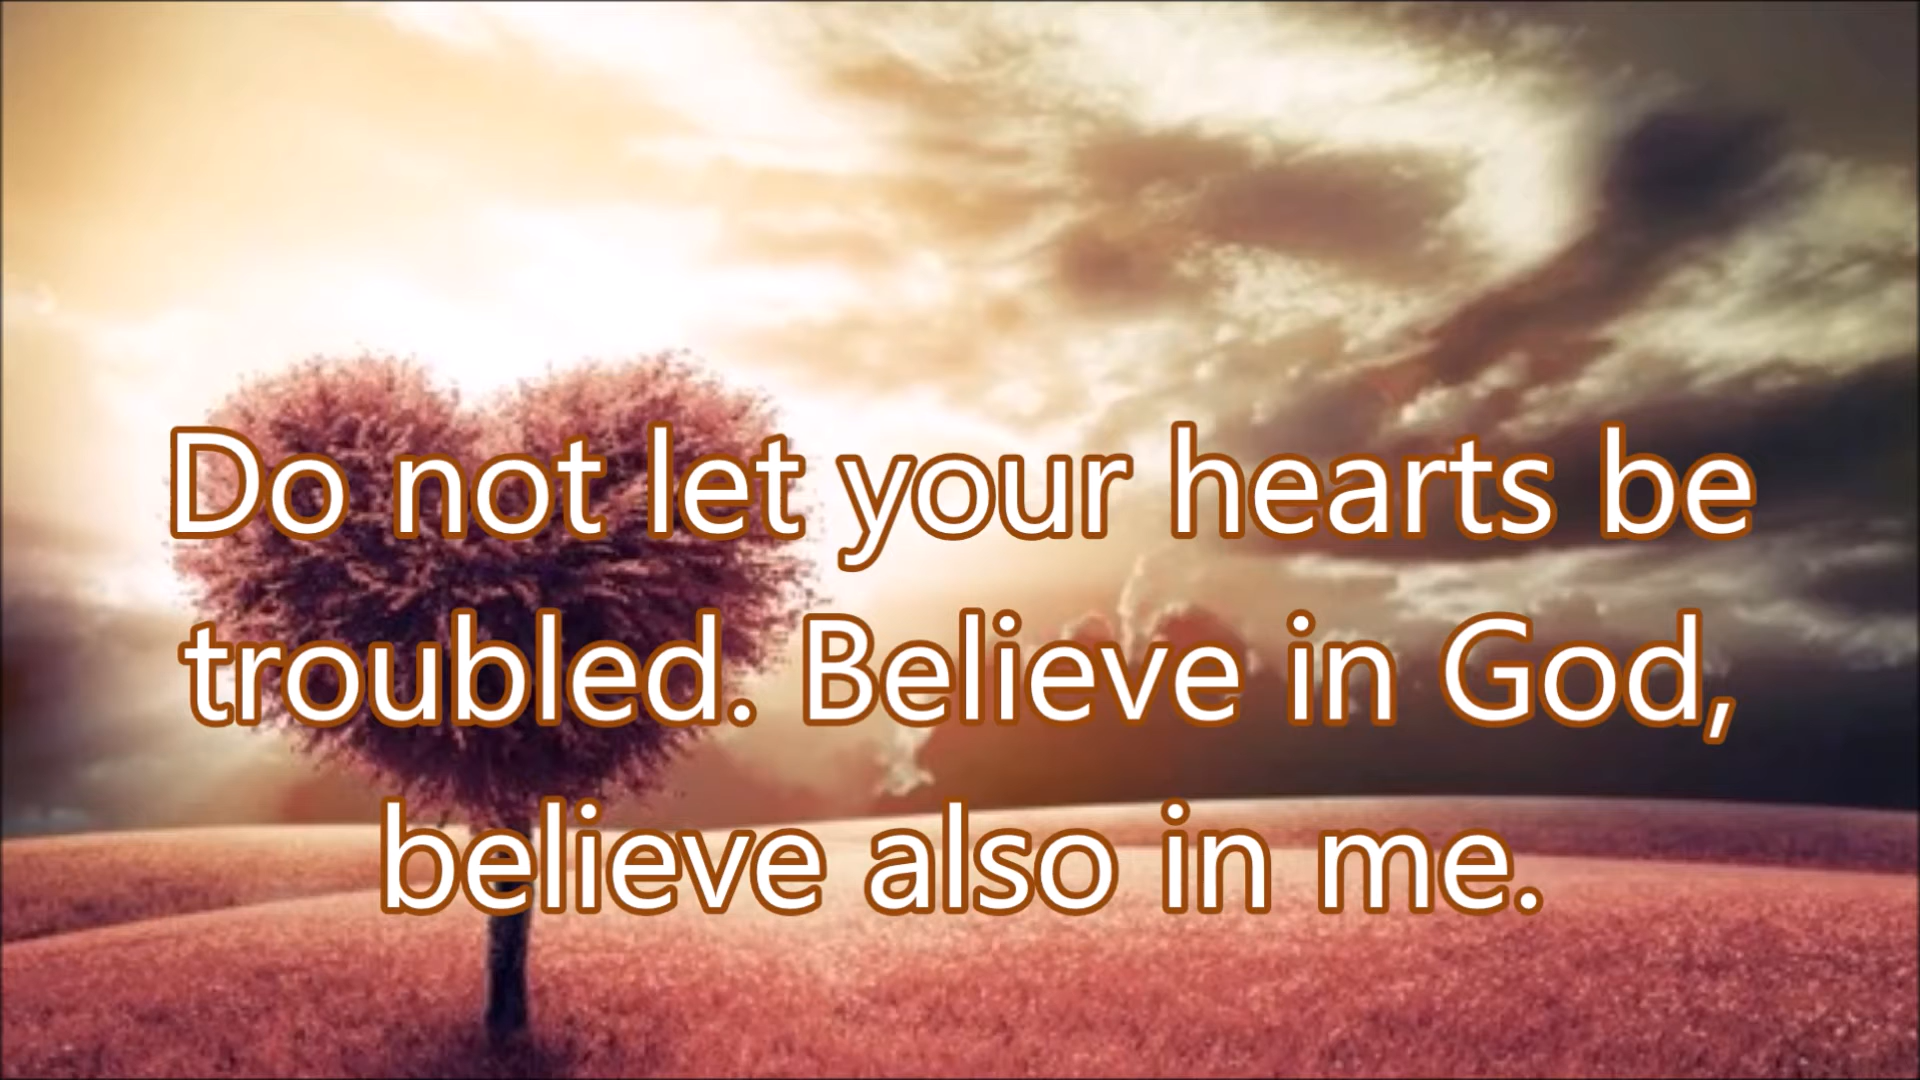 Do not let your hearts be
troubled. Believe in God,
believe also in me.